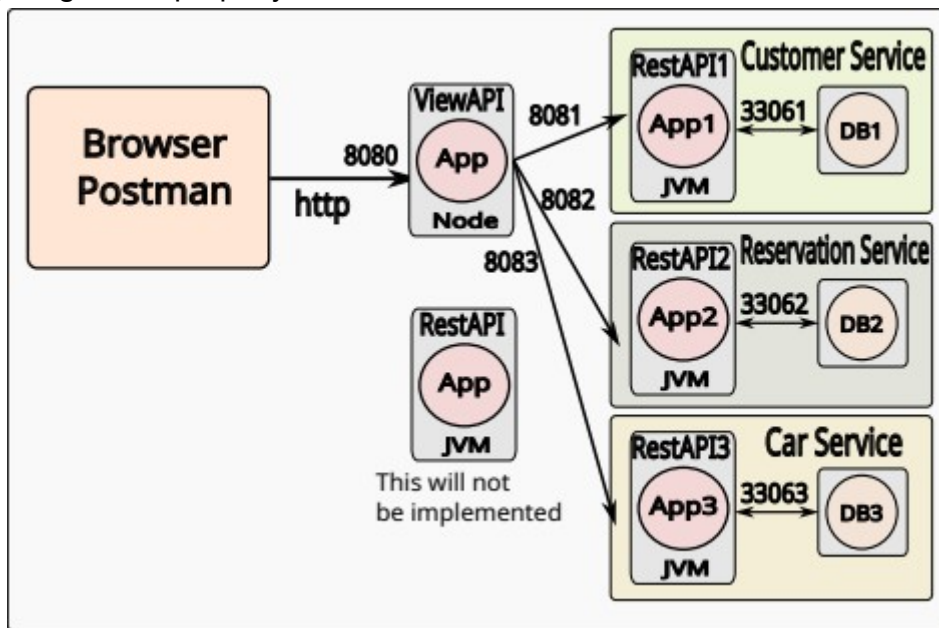 Browser
Postman
http
8080
ViewAPI
App
Node
8081
8082
8083
RestAPI
App
JVM
This will not
be implemented
Customer Service
RestAPI1
App1
JVM
33061
DB1
Reservation Service
RestAPI2
App2
JVM
33062
DB2
Car Service
RestAPI3
App3
JVM
33063
DB3